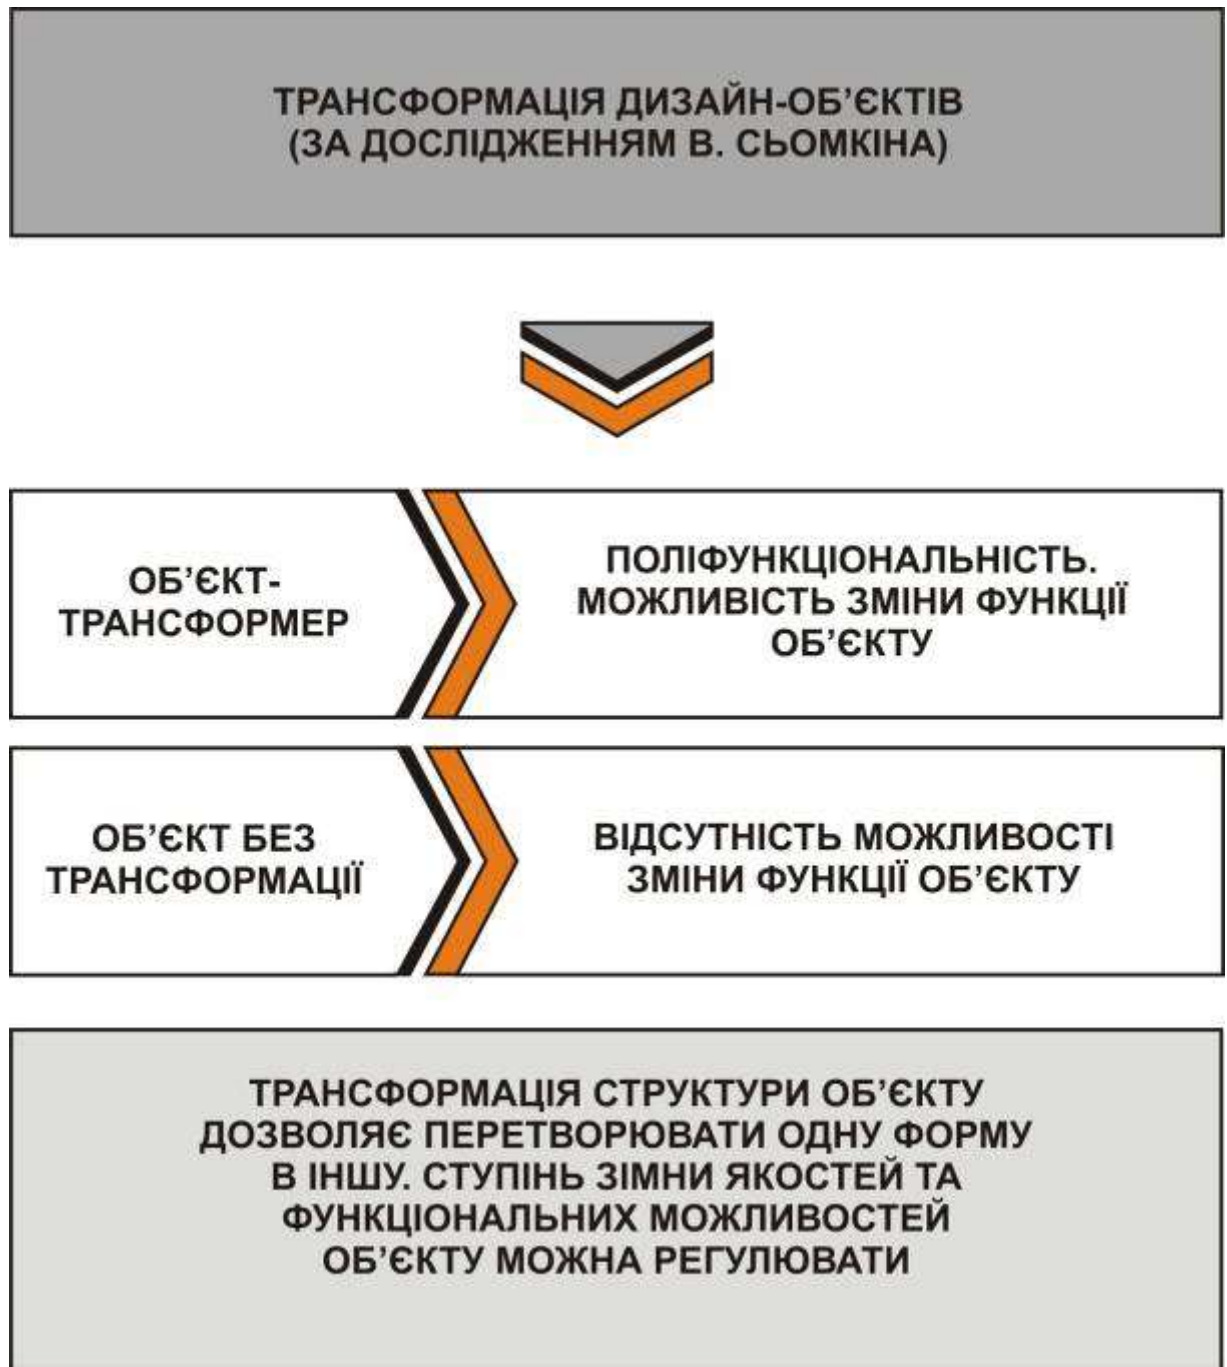 ТРАНСФОРМАЦІЯ ДИЗАЙН-ОБ’ЄКТІВ
(ЗА ДОСЛІДЖЕННЯМ В. СЬОМКІНА)
ОБ’ЄКТ-
ТРАНСФОРМЕР
ПОЛІФУНКЦІОНАЛЬНІСТЬ.
МОЖЛИВІСТЬ ЗМІНИ ФУНКЦІЇ
ОБ’ЄКТУ
ОБ’ЄКТ БЕЗ
ТРАНСФОРМАЦІЇ
ВІДСУТНІСТЬ МОЖЛИВОСТІ
ЗМІНИ ФУНКЦІЇ ОБ’ЄКТУ
ТРАНСФОРМАЦІЯ СТРУКТУРИ ОБ’ЄКТУ
ДОЗВОЛЯЄ ПЕРЕТВОРЮВАТИ ОДНУ ФОРМУ
В ІНШУ. СТУПІНЬ ЗІМНИ ЯКОСТЕЙ ТА
ФУНКЦІОНАЛЬНИХ МОЖЛИВОСТЕЙ
ОБ’ЄКТУ МОЖНА РЕГУЛЮВАТИ